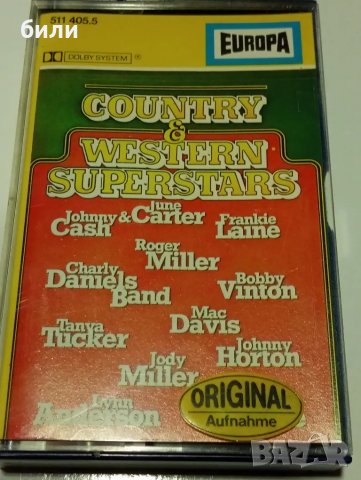 били
511 405.5
EUROPA
DOLBY SYSTEM ®
COUNTRY
&
WESTERN
SUPERSTARS
Johnny & June
Cash Carter
Frankie
Laine
Roger
Miller
Charly
Daniels
Band
Bobby
Vinton
Mac
Davis
Tanya
Tucker
Johnny
Horton
Jody
Miller
Lynn
Anderson
ORIGINAL
Aufnahme
BAZAR